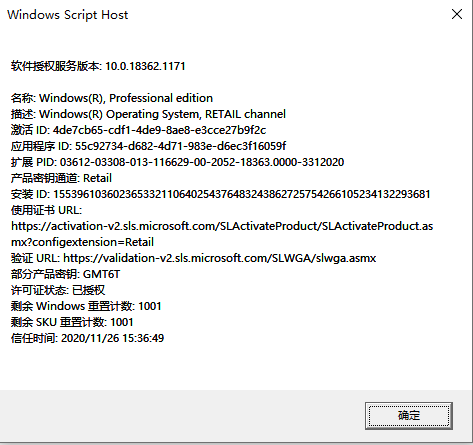 Windows Script Host
软件授权服务版本: 10.0.18362.1171
名称: Windows(R), Professional edition
描述: Windows(R) Operating System, RETAIL channel
激活 ID: 4de7cb65-cdf1-4de9-8ae8-e3cce27b9f2c
应用程序 ID: 55c92734-d682-4d71-983e-d6ec3f16059f
扩展 PID: 03612-03308-013-116629-00-2052-18363.0000-3312020
产品密钥通道: Retail
安装 ID: 155396103602365332110640254376483243862725754266105234132293681
使用证书 URL:
https://activation-v2.sls.microsoft.com/SLActivateProduct/SLActivateProduct.as
mx?configextension=Retail
验证 URL: https://validation-v2.sls.microsoft.com/SLWGA/slwga.asmx
部分产品密钥: GMT6T
许可证状态: 已授权
剩余 Windows 重置计数: 1001
剩余 SKU 重置计数: 1001
信任时间: 2020/11/26 15:36:49
确定